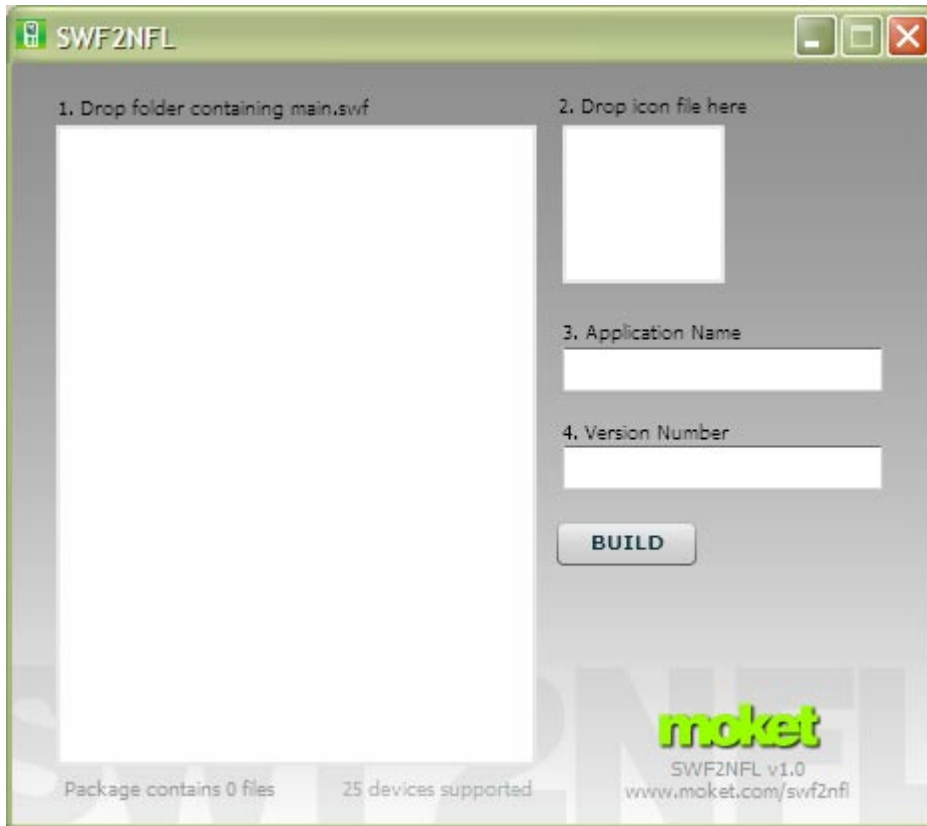 SWF2NFL
1. Drop folder containing main.swf
2. Drop icon file here
3. Application Name
4. Version Number
BUILD
SWF2NFL
moket
SWF2NFL v1.0
www.moket.com/swf2nfl
Package contains 0 files
25 devices supported